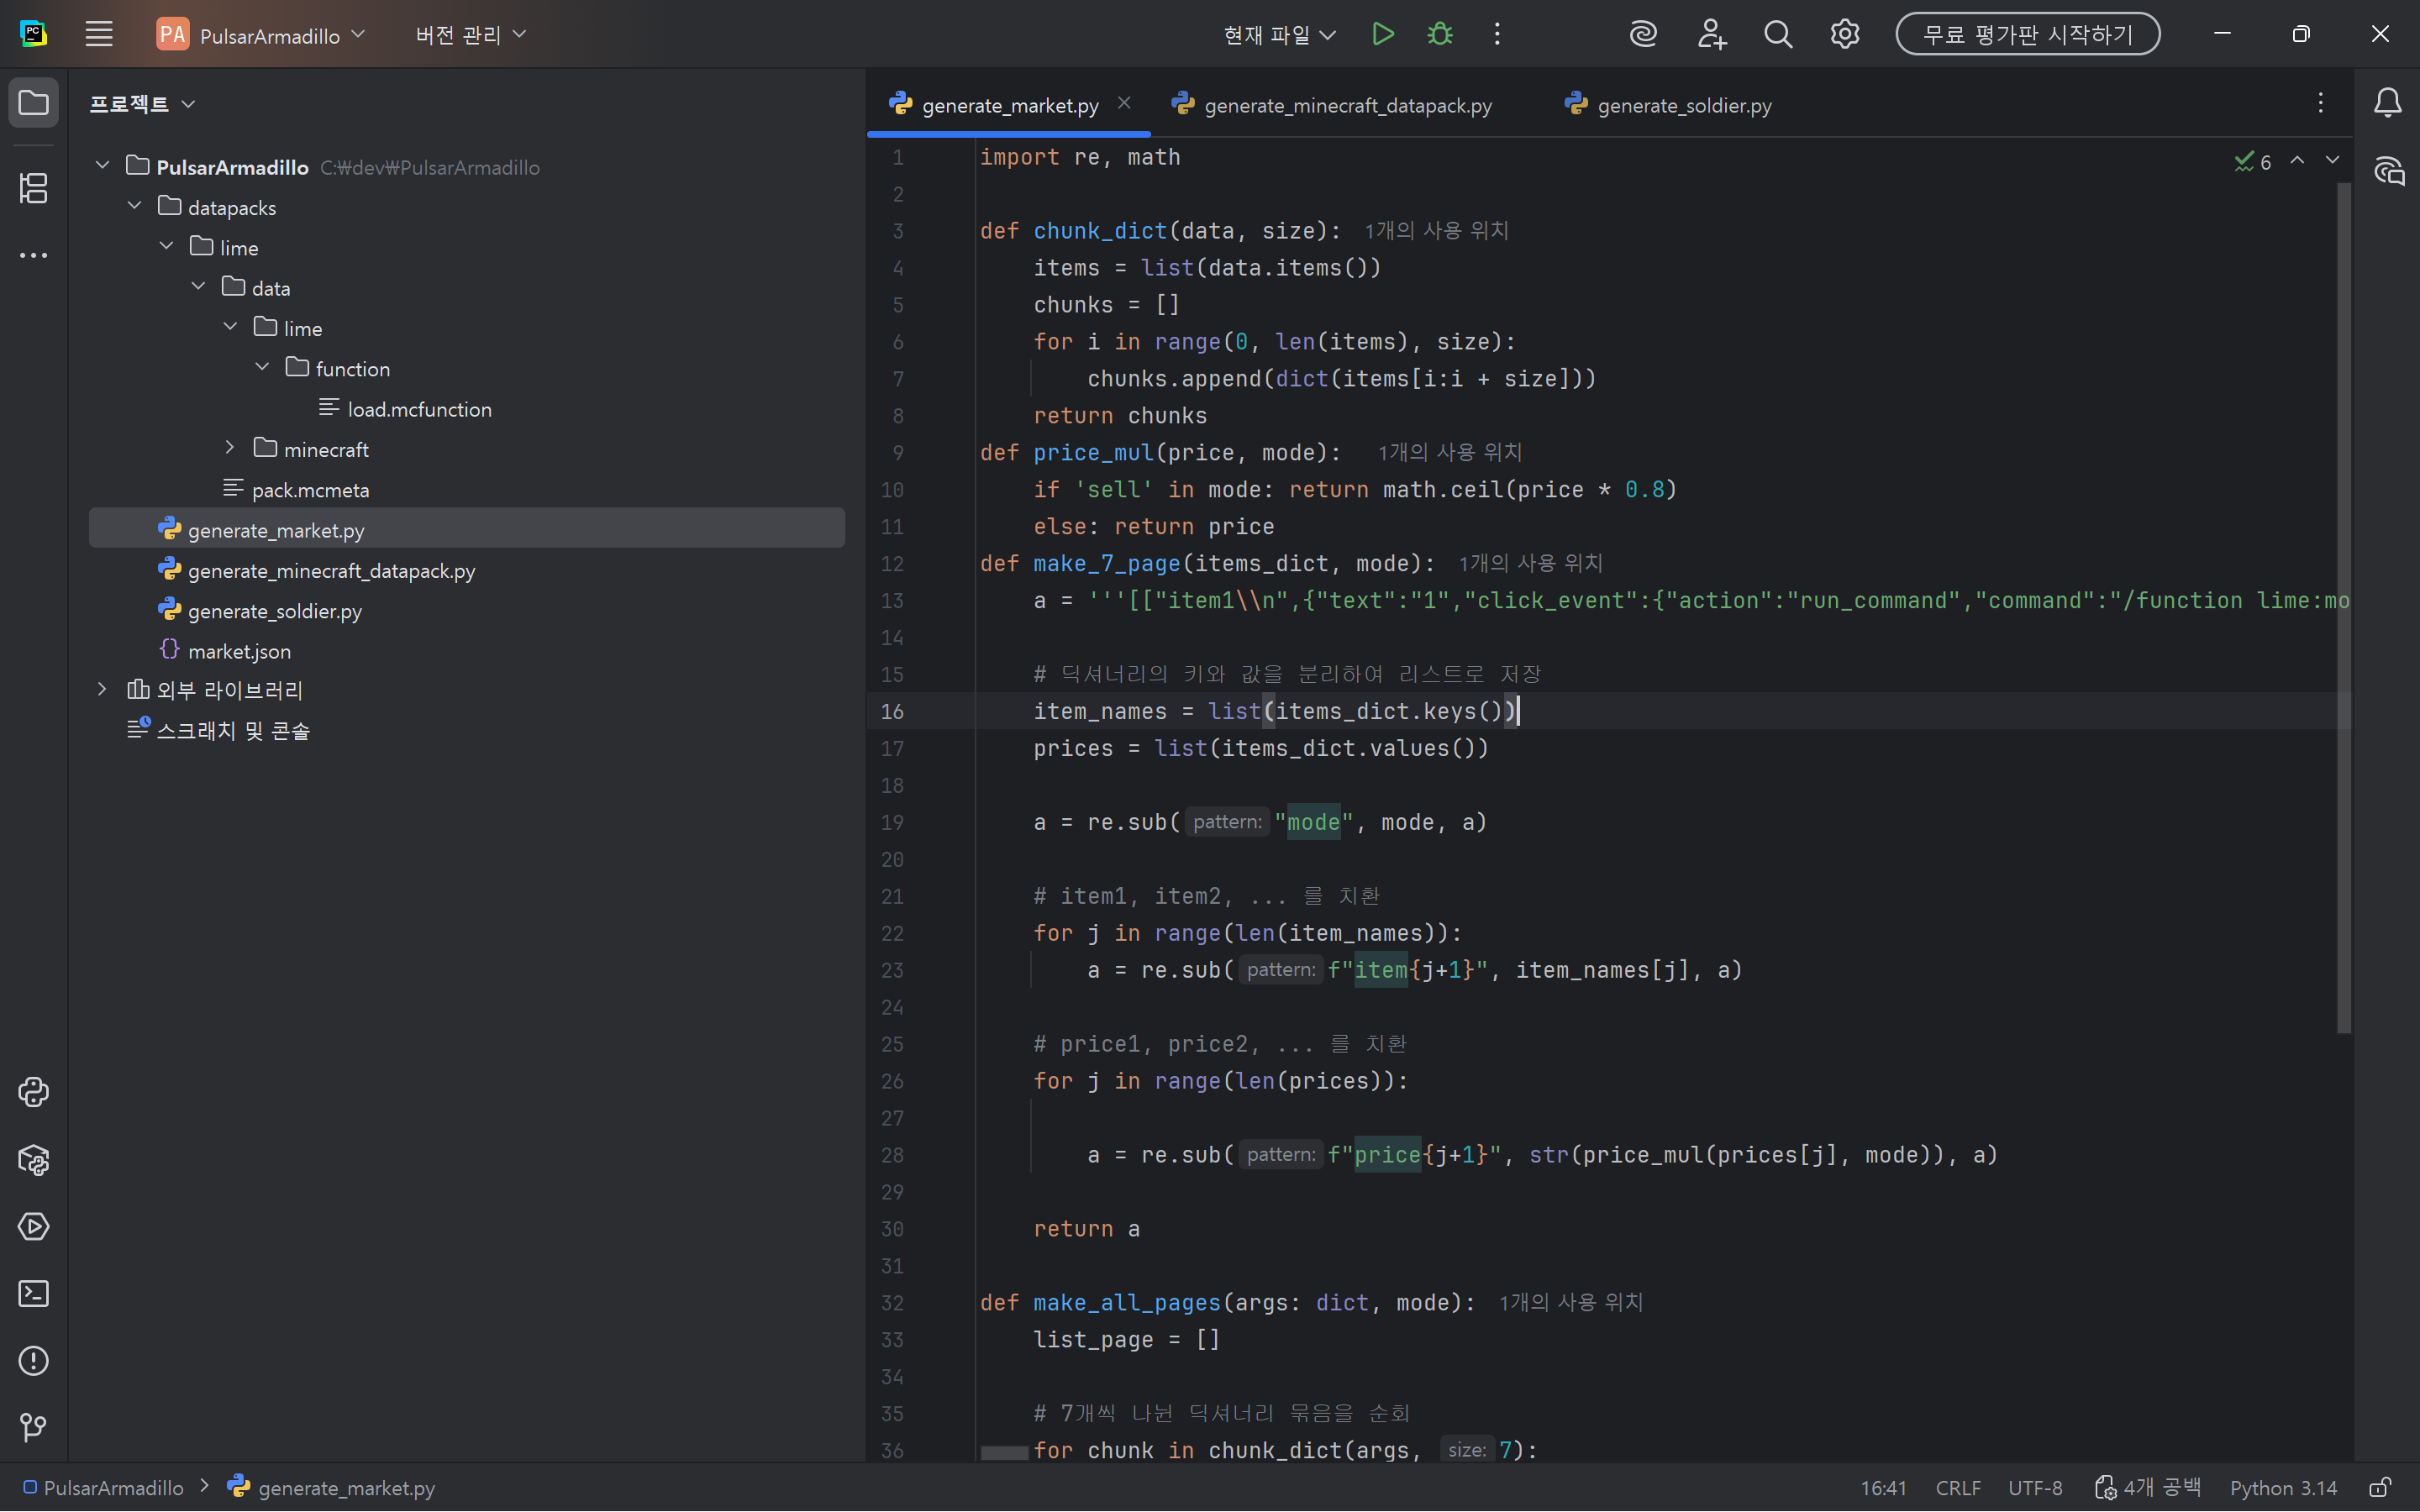 PC
PA PulsarArmadillo
버전 관리
현재 파일
무료 평가판 시작하기
프로젝트
PulsarArmadillo C:₩dev₩PulsarArmadillo
datapacks
lime
data
lime
function
load.mcfunction
minecraft
pack.mcmeta
generate_market.py
generate_minecraft_datapack.py
generate_soldier.py
market.json
외부 라이브러리
스크래치 및 콘솔
generate_market.py generate_minecraft_datapack.py generate_soldier.py
6
1 import re, math
2
3 def chunk_dict(data, size): 1개의 사용 위치
4 items = list(data.items())
5 chunks = []
6 for i in range(0, len(items), size):
7 chunks.append(dict(items[i:i + size]))
8 return chunks
9 def price_mul(price, mode): 1개의 사용 위치
10 if 'sell' in mode: return math.ceil(price * 0.8)
11 else: return price
12 def make_7_page(items_dict, mode): 1개의 사용 위치
13 a = '''[["item1\\n",{"text":"1","click_event":{"action":"run_command","command":"/function lime:mo
14
15 # 딕셔너리의 키와 값을 분리하여 리스트로 저장
16 item_names = list(items_dict.keys())
17 prices = list(items_dict.values())
18
19 a = re.sub( pattern: "mode", mode, a)
20
21 # item1, item2, ... 를 치환
22 for j in range(len(item_names)):
23 a = re.sub( pattern: f"item{j+1}", item_names[j], a)
24
25 # price1, price2, ... 를 치환
26 for j in range(len(prices)):
27
28 a = re.sub( pattern: f"price{j+1}", str(price_mul(prices[j], mode)), a)
29
30 return a
31
32 def make_all_pages(args: dict, mode): 1개의 사용 위치
33 list_page = []
34
35 # 7개씩 나뉜 딕셔너리 묶음을 순회
36 for chunk in chunk_dict(args, size: 7):
PulsarArmadillo > generate_market.py
16:41 CRLF UTF-8 4개 공백 Python 3.14